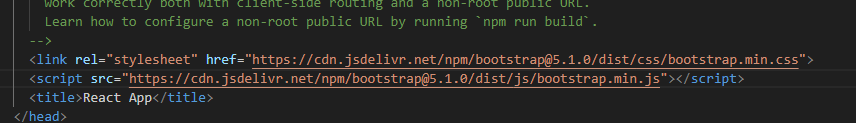 work correctly both with client-side routing and a non-root public URL.
Learn how to configure a non-root public URL by running `npm run build`.
-->
<link rel="stylesheet" href="https://cdn.jsdelivr.net/npm/bootstrap@5.1.0/dist/css/bootstrap.min.css">
<script src="https://cdn.jsdelivr.net/npm/bootstrap@5.1.0/dist/js/bootstrap.min.js"></script>
<title>React App</title>
</head>